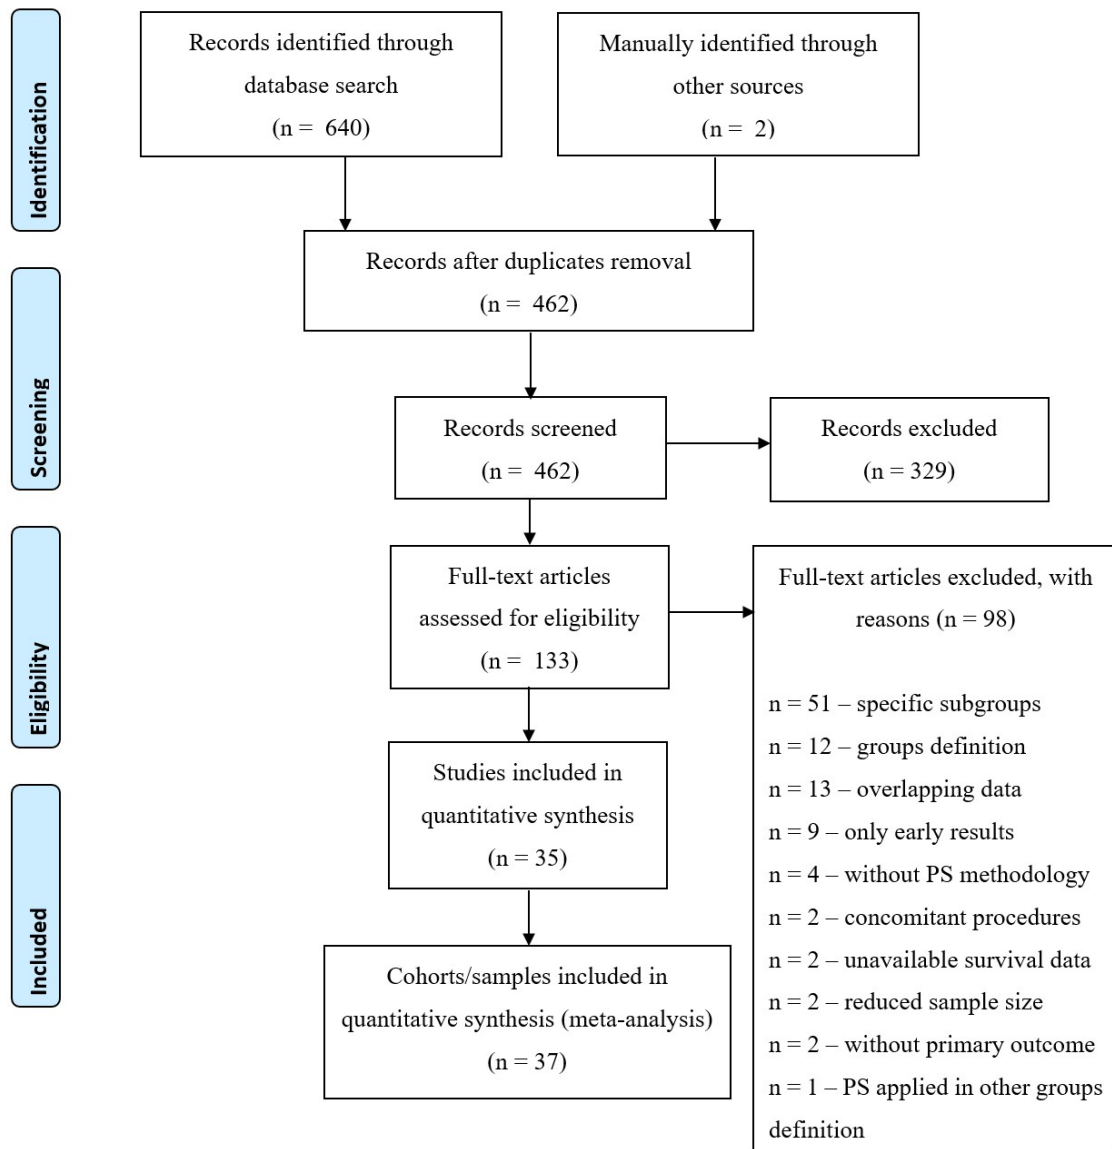 Identification
Records identified through
database search
(n = 640)
Manually identified through
other sources
(n = 2)
Records after duplicates removal
(n = 462)
Screening
Records screened
(n = 462)
Records excluded
(n = 329)
Eligibility
Full-text articles
assessed for eligibility
(n = 133)
Full-text articles excluded, with
reasons (n = 98)
n = 51 – specific subgroups
n = 12 – groups definition
n = 13 – overlapping data
n = 9 – only early results
n = 4 – without PS methodology
n = 2 – concomitant procedures
n = 2 – unavailable survival data
n = 2 – reduced sample size
n = 2 – without primary outcome
n = 1 – PS applied in other groups
definition
Included
Studies included in
quantitative synthesis
(n = 35)
Cohorts/samples included in
quantitative synthesis (meta-analysis)
(n = 37)